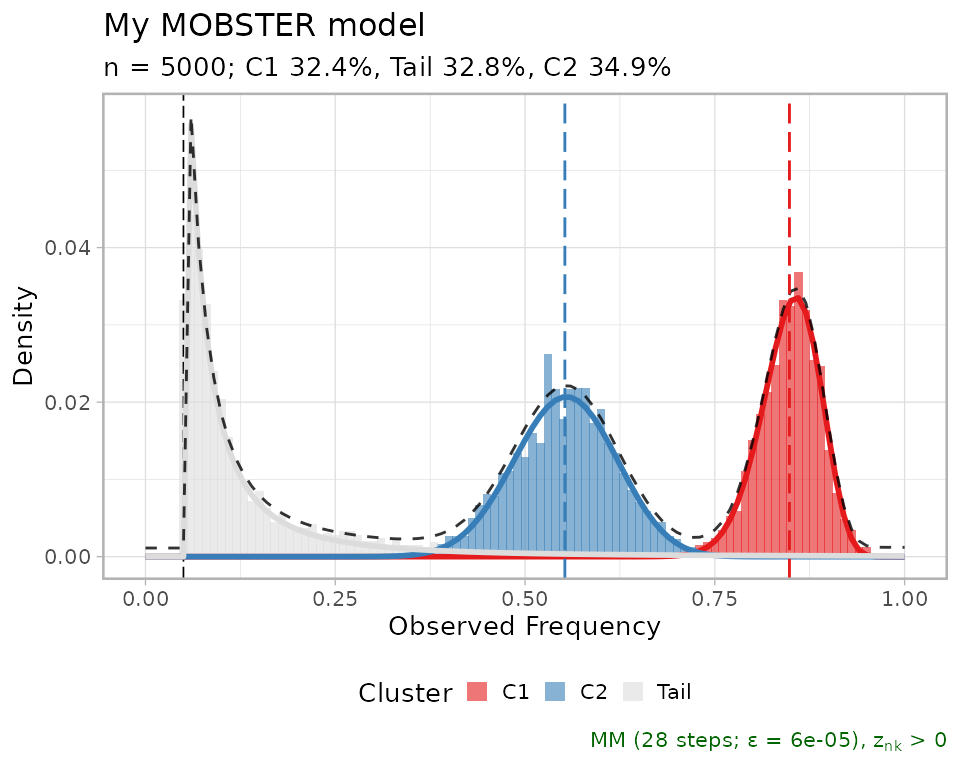 My MOBSTER model
n = 5000; C1 32.4%, Tail 32.8%, C2 34.9%
Density
0.04
0.02
0.00
0.00 0.25 0.50 0.75 1.00
Observed Frequency
Cluster C1 C2 Tail
MM (28 steps; ε = 6e-05), zₙₖ > 0